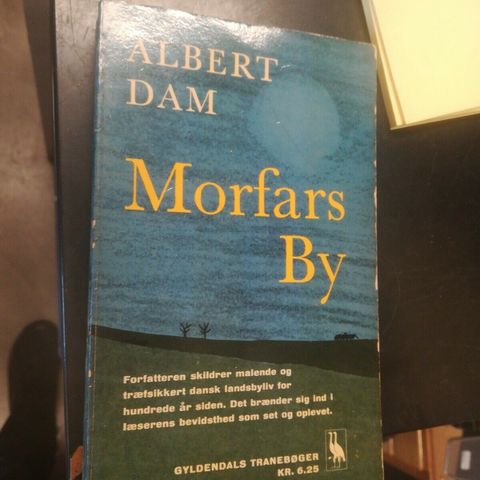 ALBERT
DAM
Morfars
By
Forfatteren skildrer malende og
træfsikkert dansk landsbyliv for
hundrede år siden. Det brænder sig ind i
læserens bevidsthed som set og oplevet.
GYLDENDALS TRANEBØGER
KR. 6.25